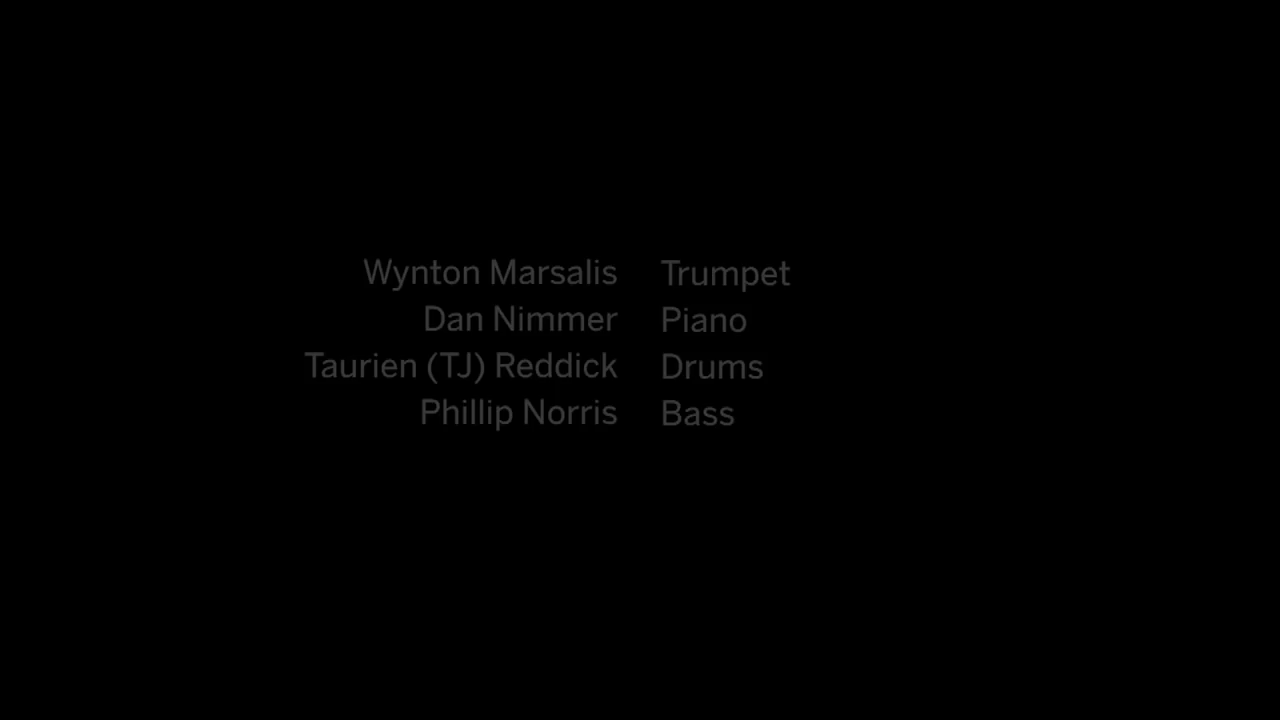 Wynton Marsalis Trumpet
Dan Nimmer Piano
Taurien (TJ) Reddick Drums
Phillip Norris Bass